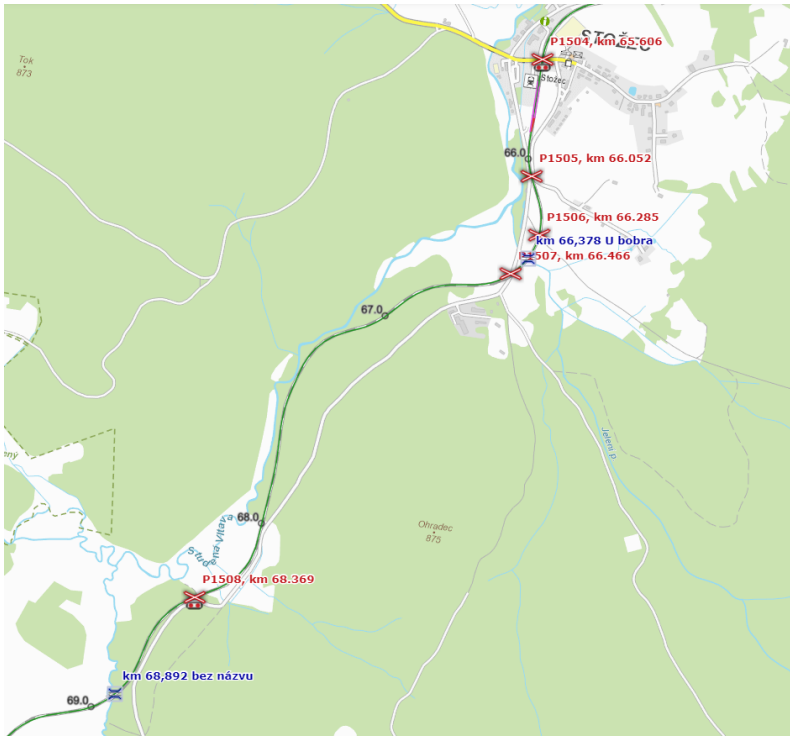 STOŽEC
P1504, km 65.606
Tok
873
Stožec
66.0
P1505, km 66.052
P1506, km 66.285
km 66,378 U bobra
P1507, km 66.466
67.0
Jelení p.
68.0
Studená Vltava
Ohradec
875
P1508, km 68.369
km 68,892 bez názvu
69.0